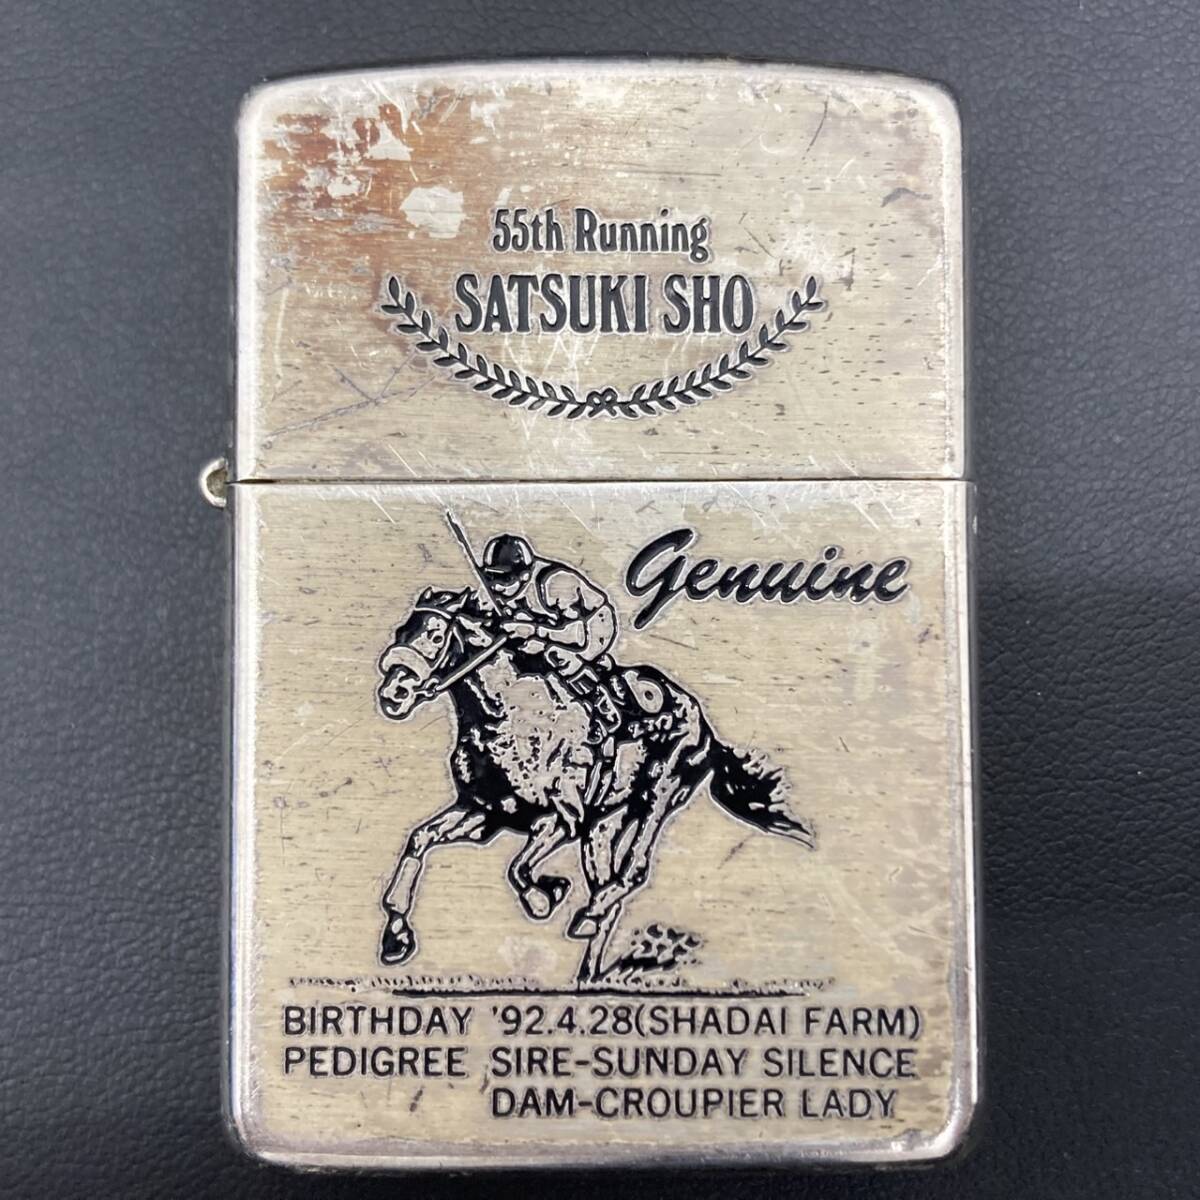 55th Running
SATSUKI SHO
Genuine
BIRTHDAY '92.4.28(SHADAI FARM)
PEDIGREE SIRE-SUNDAY SILENCE
DAM-CROUPIER LADY